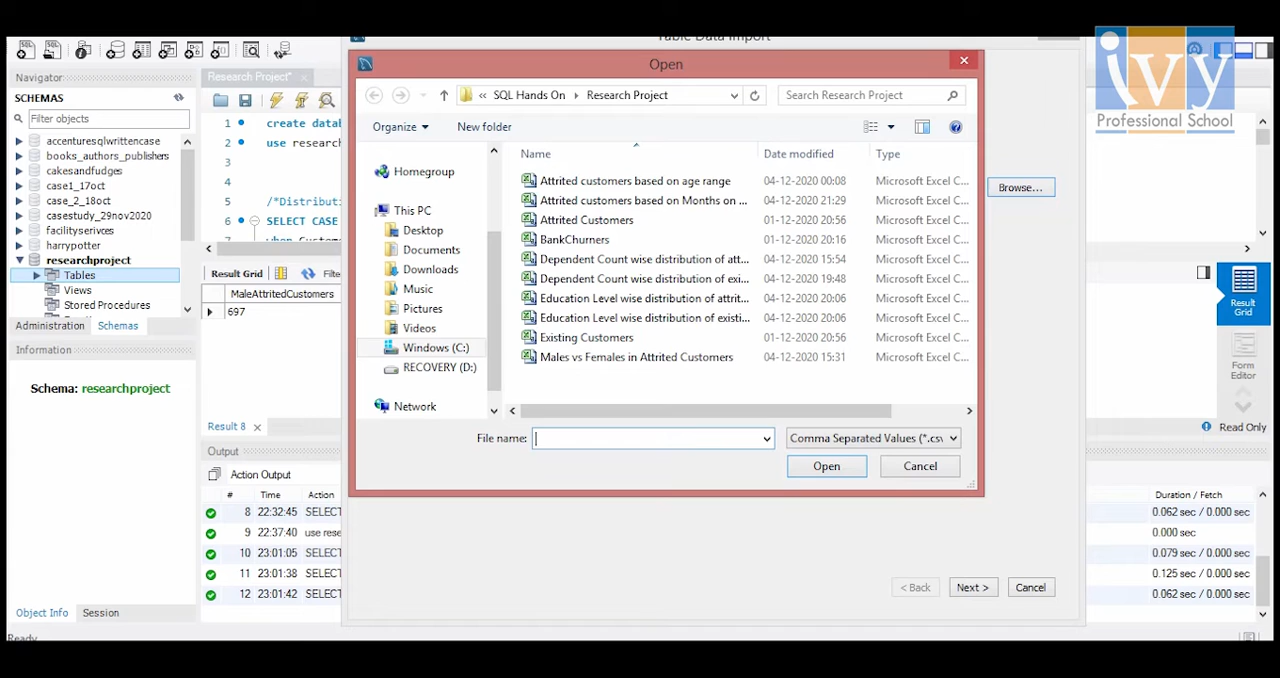 Table Data Import
ivy
Professional School
Open
SQL Hands On
Research Project
Search Research Project
Organize
New folder
Name
Date modified
Type
Homegroup
This PC
Desktop
Documents
Downloads
Music
Pictures
Videos
Windows (C:)
RECOVERY (D:)
Network
Attrited customers based on age range 04-12-2020 00:08 Microsoft Excel C...
Attrited customers based on Months on ... 04-12-2020 21:29 Microsoft Excel C...
Attrited Customers 01-12-2020 20:56 Microsoft Excel C...
BankChurners 01-12-2020 20:16 Microsoft Excel C...
Dependent Count wise distribution of att... 04-12-2020 15:54 Microsoft Excel C...
Dependent Count wise distribution of exi... 04-12-2020 19:48 Microsoft Excel C...
Education Level wise distribution of attrit... 04-12-2020 20:06 Microsoft Excel C...
Education Level wise distribution of existi... 04-12-2020 20:06 Microsoft Excel C...
Existing Customers 01-12-2020 20:56 Microsoft Excel C...
Males vs Females in Attrited Customers 04-12-2020 15:31 Microsoft Excel C...
File name:
Comma Separated Values (*.csv
Open
Cancel
Browse...
< Back
Next >
Cancel
Navigator
SCHEMAS
Filter objects
accenturesqlwrittencase
books_authors_publishers
cakesandfudges
case1_17oct
case_2_18oct
casestudy_29nov2020
facilityserivces
harrypotter
researchproject
Tables
Views
Stored Procedures
Administration
Schemas
Information
Schema: researchproject
Object Info
Session
Ready
Research Project*
1 create datab
2 use research
3
4
5 /*Distributi
6 SELECT CASE
Result Grid
Filte
MaleAttritedCustomers
697
Result 8
Output
Action Output
# Time Action Duration / Fetch
8 22:32:45 SELECT 0.062 sec / 0.000 sec
9 22:37:40 use rese 0.000 sec
10 23:01:05 SELECT 0.079 sec / 0.000 sec
11 23:01:38 SELECT 0.125 sec / 0.000 sec
12 23:01:42 SELECT 0.062 sec / 0.000 sec
Result
Grid
Form
Editor
Read Only